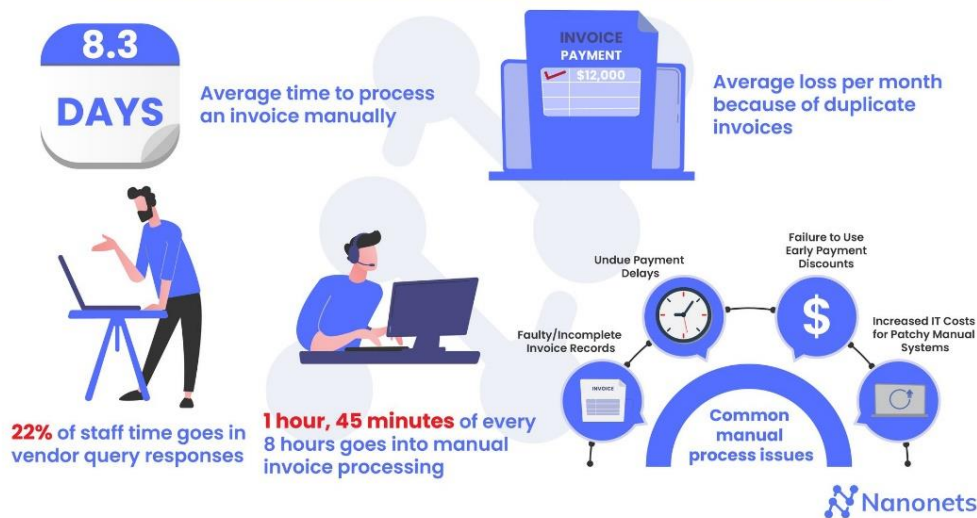 8.3
DAYS
Average time to process
an invoice manually
INVOICE
PAYMENT
$12,000
Average loss per month
because of duplicate
invoices
22% of staff time goes in
vendor query responses
1 hour, 45 minutes of every
8 hours goes into manual
invoice processing
Faulty/Incomplete
Invoice Records
INVOICE
Undue Payment
Delays
Failure to Use
Early Payment
Discounts
$
Increased IT Costs
for Patchy Manual
Systems
Common
manual
process issues
Nanonets